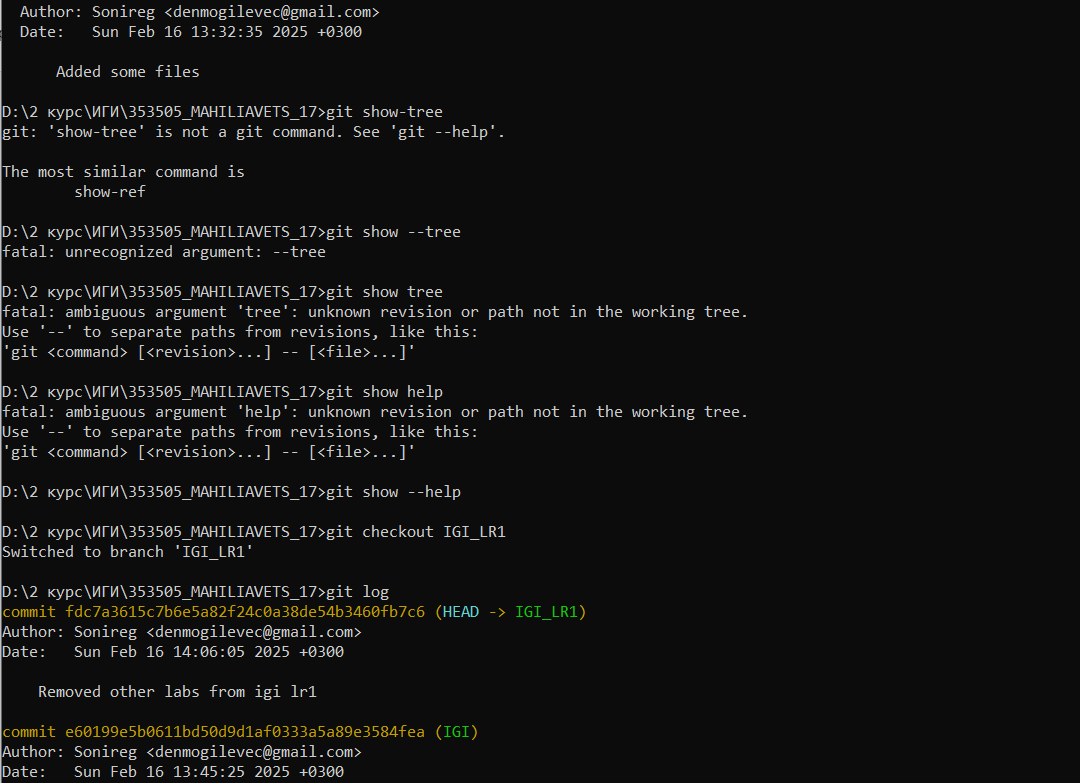 Author: Sonireg <denmogilevec@gmail.com>
Date:   Sun Feb 16 13:32:35 2025 +0300
Added some files
D:\2 курс\ИГИ\353505_MAHILIAVETS_17>git show-tree
git: 'show-tree' is not a git command. See 'git --help'.
The most similar command is
show-ref
D:\2 курс\ИГИ\353505_MAHILIAVETS_17>git show --tree
fatal: unrecognized argument: --tree
D:\2 курс\ИГИ\353505_MAHILIAVETS_17>git show tree
fatal: ambiguous argument 'tree': unknown revision or path not in the working tree.
Use '--' to separate paths from revisions, like this:
'git <command> [<revision>...] -- [<file>...]'
D:\2 курс\ИГИ\353505_MAHILIAVETS_17>git show help
fatal: ambiguous argument 'help': unknown revision or path not in the working tree.
Use '--' to separate paths from revisions, like this:
'git <command> [<revision>...] -- [<file>...]'
D:\2 курс\ИГИ\353505_MAHILIAVETS_17>git show --help
D:\2 курс\ИГИ\353505_MAHILIAVETS_17>git checkout IGI_LR1
Switched to branch 'IGI_LR1'
D:\2 курс\ИГИ\353505_MAHILIAVETS_17>git log
commit fdc7a3615c7b6e5a82f24c0a38de54b3460fb7c6 (HEAD -> IGI_LR1)
Author: Sonireg <denmogilevec@gmail.com>
Date:   Sun Feb 16 14:06:05 2025 +0300
Removed other labs from igi lr1
commit e60199e5b0611bd50d9d1af0333a5a89e3584fea (IGI)
Author: Sonireg <denmogilevec@gmail.com>
Date:   Sun Feb 16 13:45:25 2025 +0300